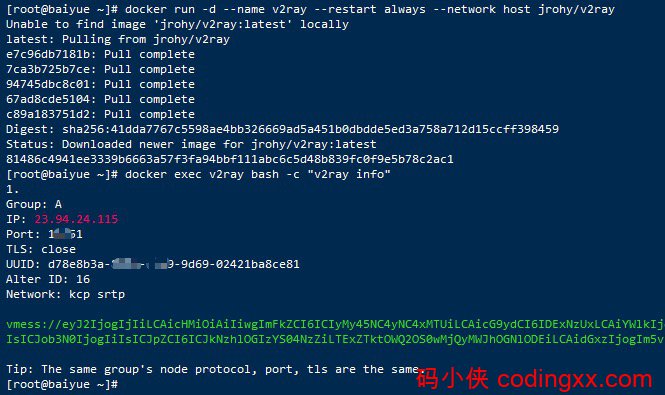 [root@baiyue ~]# docker run -d --name v2ray --restart always --network host jrohy/v2ray
Unable to find image 'jrohy/v2ray:latest' locally
latest: Pulling from jrohy/v2ray
e7c96db7181b: Pull complete
7ca3b725b7ce: Pull complete
94745dbc8c01: Pull complete
67ad8cde5104: Pull complete
c89a183751d2: Pull complete
Digest: sha256:41dda7767c5598ae4bb326669ad5a451b0dbdde5ed3a758a712d15ccff398459
Status: Downloaded newer image for jrohy/v2ray:latest
81486c4941ee3339b6663a57f3fa94bbf111abc6c5d48b839fc0f9e5b78c2ac1
[root@baiyue ~]# docker exec v2ray bash -c "v2ray info"
1.
Group: A
IP: 23.94.24.115
Port:
TLS: close
UUID: d78e8b3a- 9-9d69-02421ba8ce81
Alter ID: 16
Network: kcp srtp
vmess://eyJ2IjogIjIiLCAicHMiOiAiIiwgImFkZCI6ICIyMy45NC4yNC4xMTUiLCAicG9ydCI6IDExNzUxLCAiYWlkIj
IsICJob3N0IjogIiIsICJpZCI6ICJkNzhlOGIzYS04NzZiLTExZTktOWQ2OS0wMjQyMWJhOGNlODEiLCAidGxzIjogIm5v
Tip: The same group's node protocol, port, tls are the same.
[root@baiyue ~]#
码小侠 codingxx.com